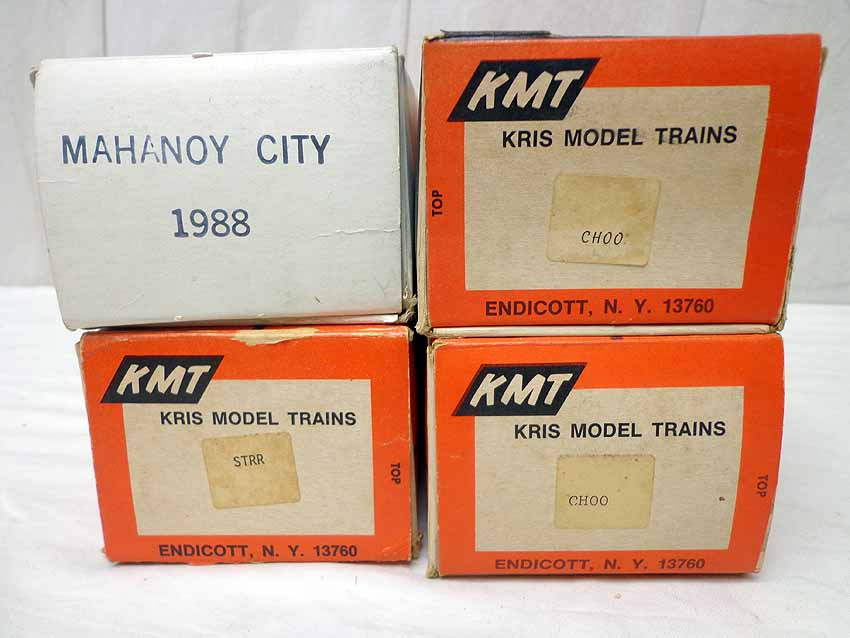 MAHANOY CITY
1988
KMT
KRIS MODEL TRAINS
TOP
CHOO
ENDICOTT, N. Y. 13760
KMT
KRIS MODEL TRAINS
STRR
TOP
ENDICOTT, N. Y. 13760
KMT
KRIS MODEL TRAINS
CHOO
TOP
ENDICOTT, N. Y. 13760